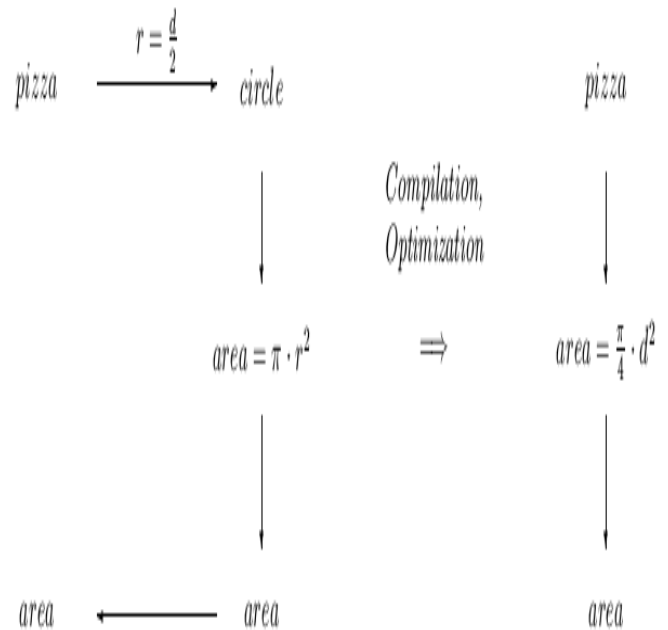 r = d/2
pizza circle pizza
Compilation,
Optimization
area = π · r² ⇒ area = π/4 · d²
area area area